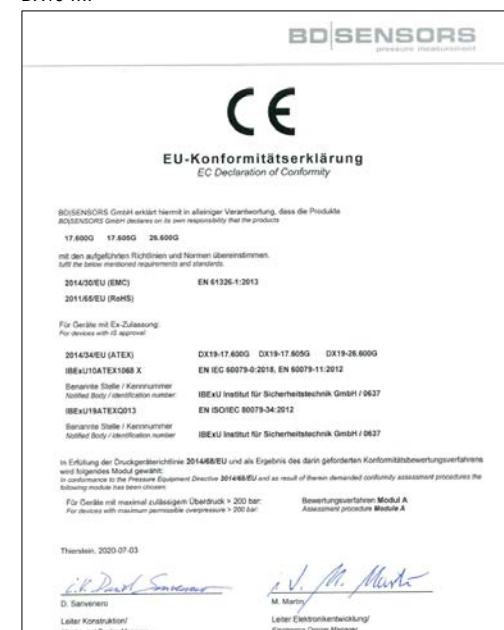 BD|SENSORS
pressure measurement
CE
EU-Konformitätserklärung
EC Declaration of Conformity
BD|SENSORS GmbH erklärt hiermit in alleiniger Verantwortung, dass die Produkte
BD|SENSORS GmbH declares on its own responsibility that the products
17.600G 17.605G 26.600G
mit den aufgeführten Richtlinien und Normen übereinstimmen.
fulfil the below mentioned requirements and standards.
2014/30/EU (EMC) EN 61326-1:2013
2011/65/EU (RoHS)
Für Geräte mit Ex-Zulassung:
For devices with IS approval:
2014/34/EU (ATEX) DX19-17.600G DX19-17.605G DX19-26.600G
IBExU10ATEX1068 X EN IEC 60079-0:2018, EN 60079-11:2012
Benannte Stelle / Kennnummer
Notified Body / identification number: IBExU Institut für Sicherheitstechnik GmbH / 0637
IBExU19ATEXQ013 EN ISO/IEC 80079-34:2012
Benannte Stelle / Kennnummer
Notified Body / identification number: IBExU Institut für Sicherheitstechnik GmbH / 0637
In Erfüllung der Druckgeräterichtlinie 2014/68/EU und als Ergebnis des darin geforderten Konformitätsbewertungsverfahrens
wird folgendes Modul gewählt:
In conformance to the Pressure Equipment Directive 2014/68/EU and as result of therein demanded conformity assessment procedures the
following module has been chosen:
Für Geräte mit maximal zulässigem Überdruck > 200 bar: Bewertungsverfahren Modul A
For devices with maximum permissible overpressure > 200 bar: Assessment procedure Module A
Thierstein, 2020-07-03
D. Sanvenero M. Martin
Leiter Konstruktion/ Leiter Elektronikentwicklung/
Electronic Design Manager